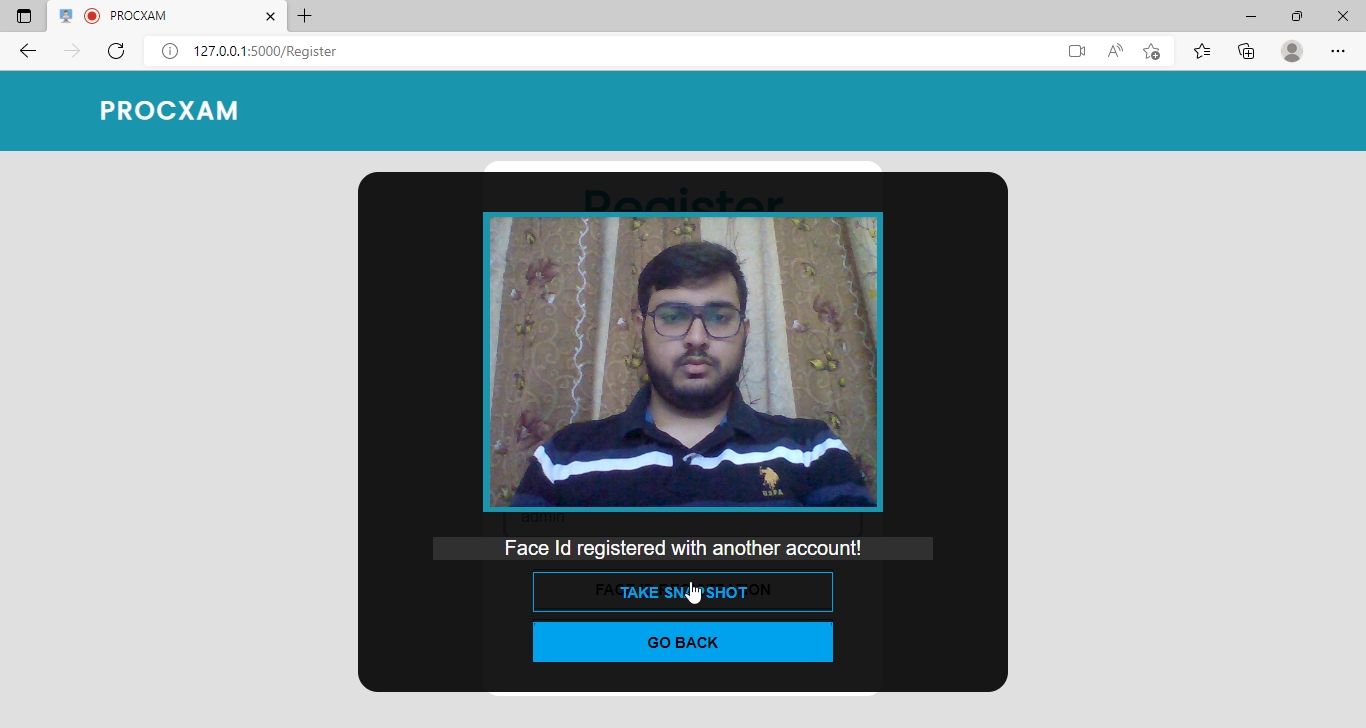 PROCXAM
127.0.0.1:5000/Register
PROCXAM
Register
admin
Face Id registered with another account!
TAKE SNAPSHOT
GO BACK